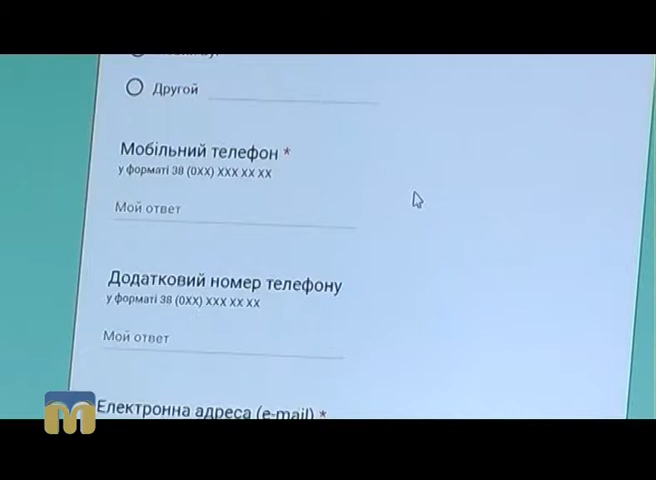 Другой
Мобільний телефон *
у форматі 38 (0XX) XXX XX XX
Мой ответ
Додатковий номер телефону
у форматі 38 (0XX) XXX XX XX
Мой ответ
Електронна адреса (e-mail) *